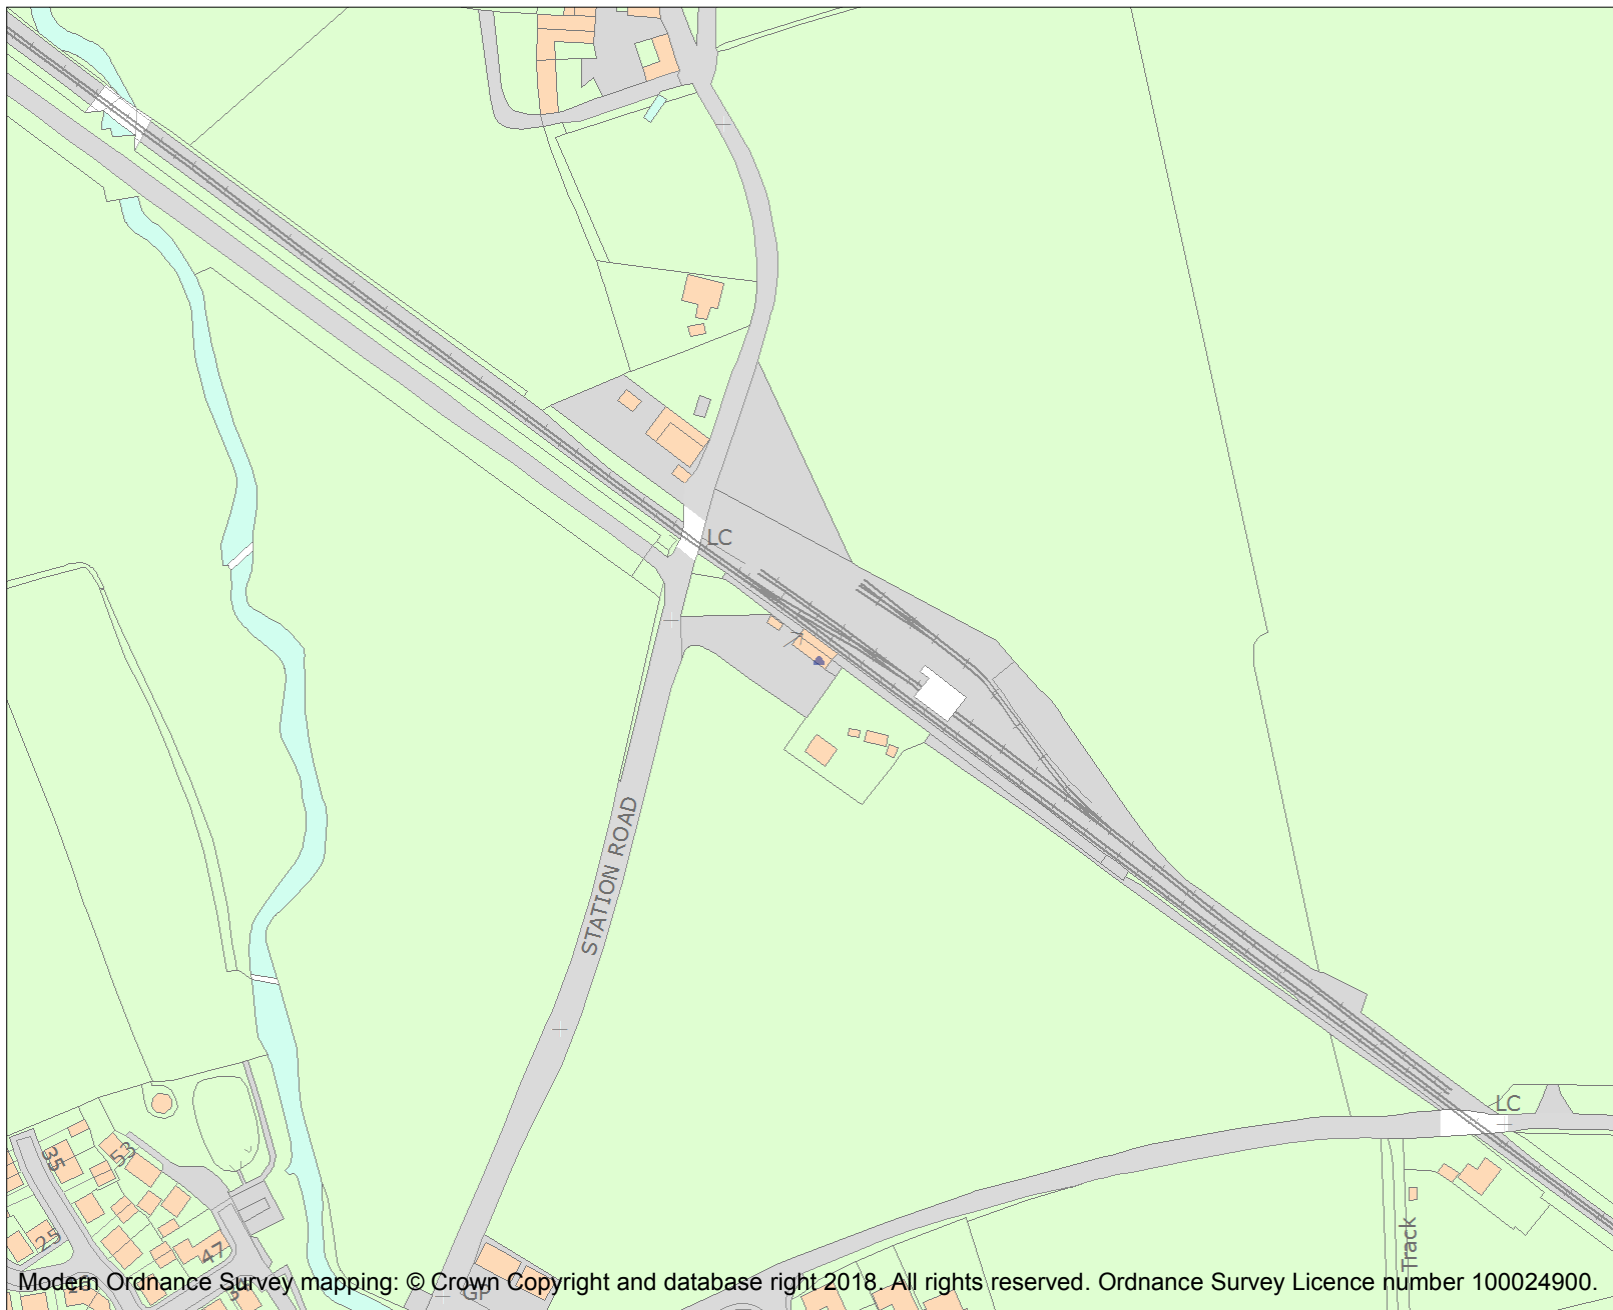 LC
STATION ROAD
LC
35
53
25
47
Track
GP
Modern Ordnance Survey mapping: © Crown Copyright and database right 2018. All rights reserved. Ordnance Survey Licence number 100024900.